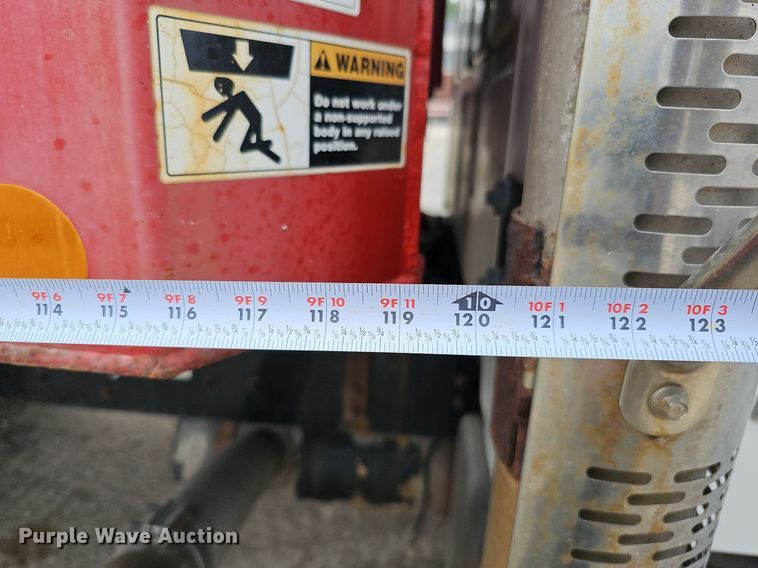 WARNING
Do not work under
a non-supported
body in any raised
position.
9F 6 9F 7 9F 8 9F 9 9F 10 9F 11 10 10F 1 10F 2 10F 3
114 115 116 117 118 119 120 121 122 123
Purple Wave Auction